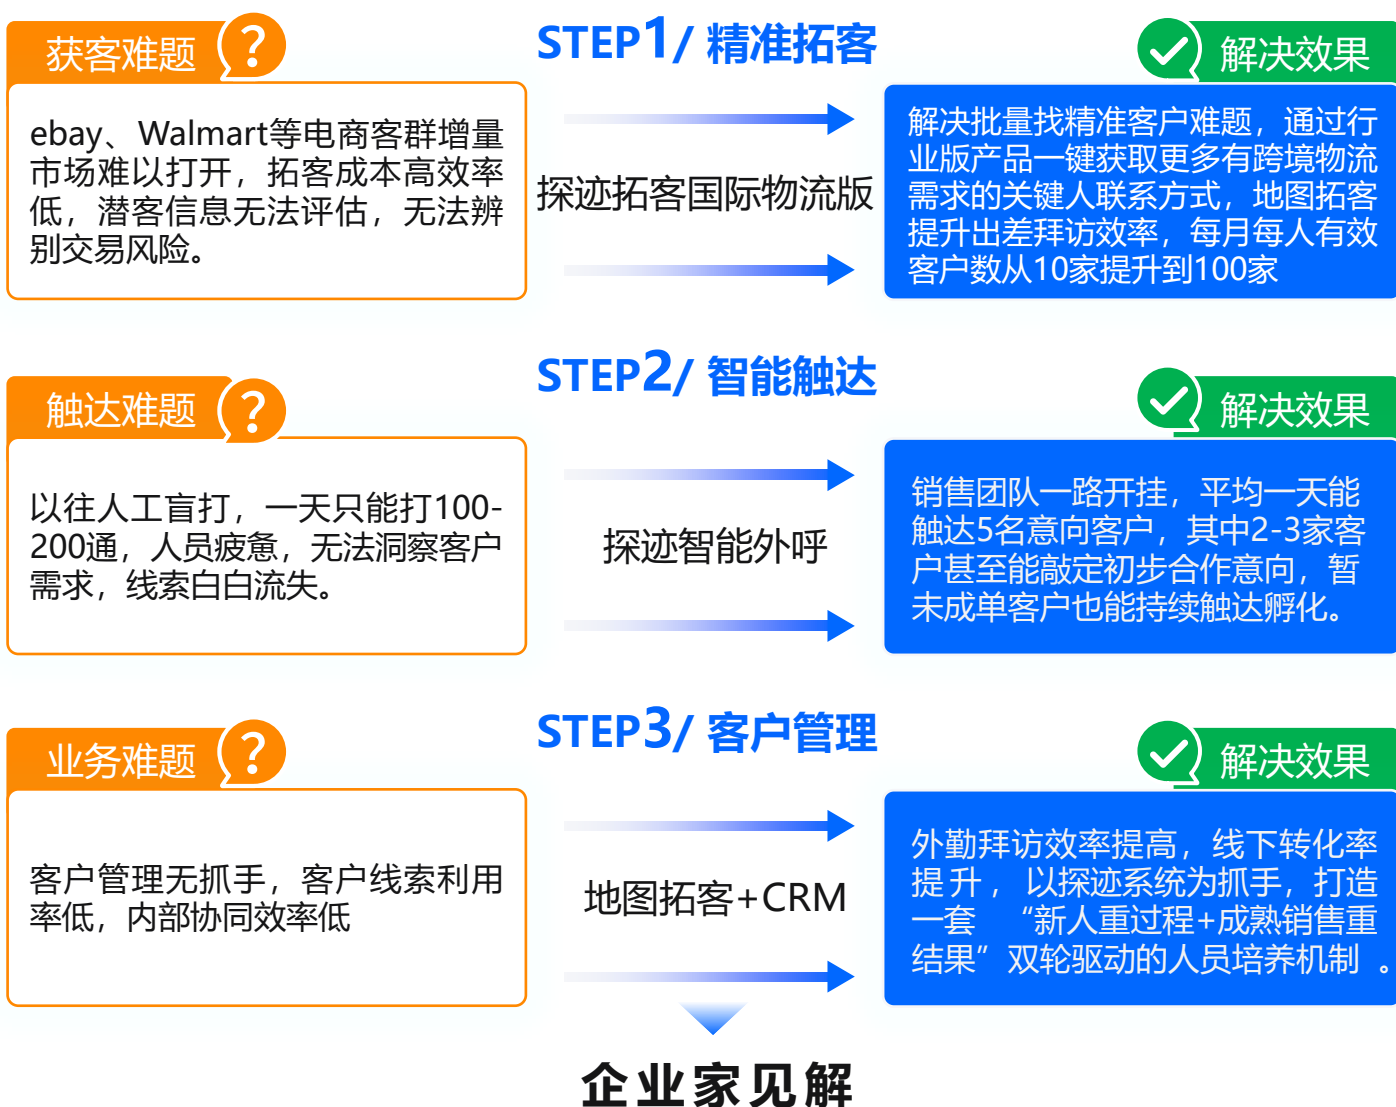 获客难题
?
STEP1/ 精准拓客
解决效果
ebay、Walmart等电商客群增量
市场难以打开，拓客成本高效率
低，潜客信息无法评估，无法辨
别交易风险。
探迹拓客国际物流版
解决批量找精准客户难题，通过行
业版产品一键获取更多有跨境物流
需求的关键人联系方式，地图拓客
提升出差拜访效率，每月每人有效
客户数从10家提升到100家
触达难题
?
STEP2/ 智能触达
解决效果
以往人工盲打，一天只能打100-
200通，人员疲惫，无法洞察客户
需求，线索白白流失。
探迹智能外呼
销售团队一路开挂，平均一天能
触达5名意向客户，其中2-3家客
户甚至能敲定初步合作意向，暂
未成单客户也能持续触达孵化。
业务难题
?
STEP3/ 客户管理
解决效果
客户管理无抓手，客户线索利用
率低，内部协同效率低
地图拓客+CRM
外勤拜访效率提高，线下转化率
提升，以探迹系统为抓手，打造
一套 “新人重过程+成熟销售重
结果”双轮驱动的人员培养机制 。
企业家见解